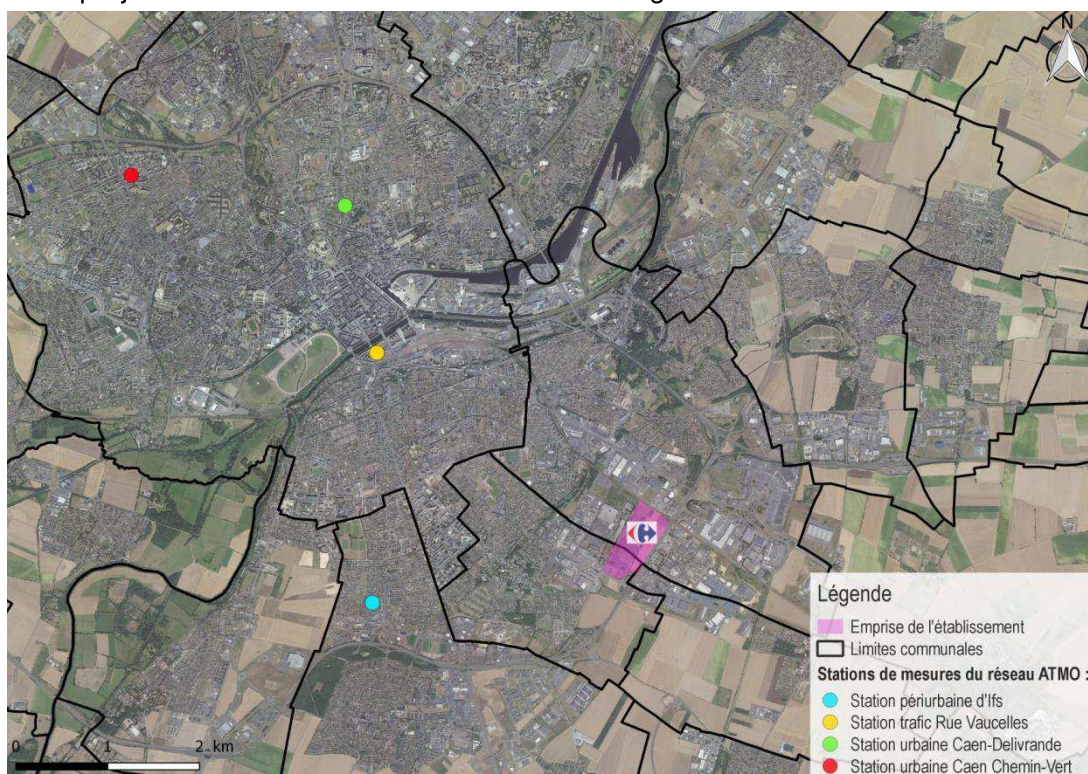 N
Légende
Emprise de l'établissement
Limites communales
Stations de mesures du réseau ATMO :
Station périurbaine d'Ifs
Station trafic Rue Vaucelles
Station urbaine Caen-Delivrande
Station urbaine Caen Chemin-Vert
0 1 2 km